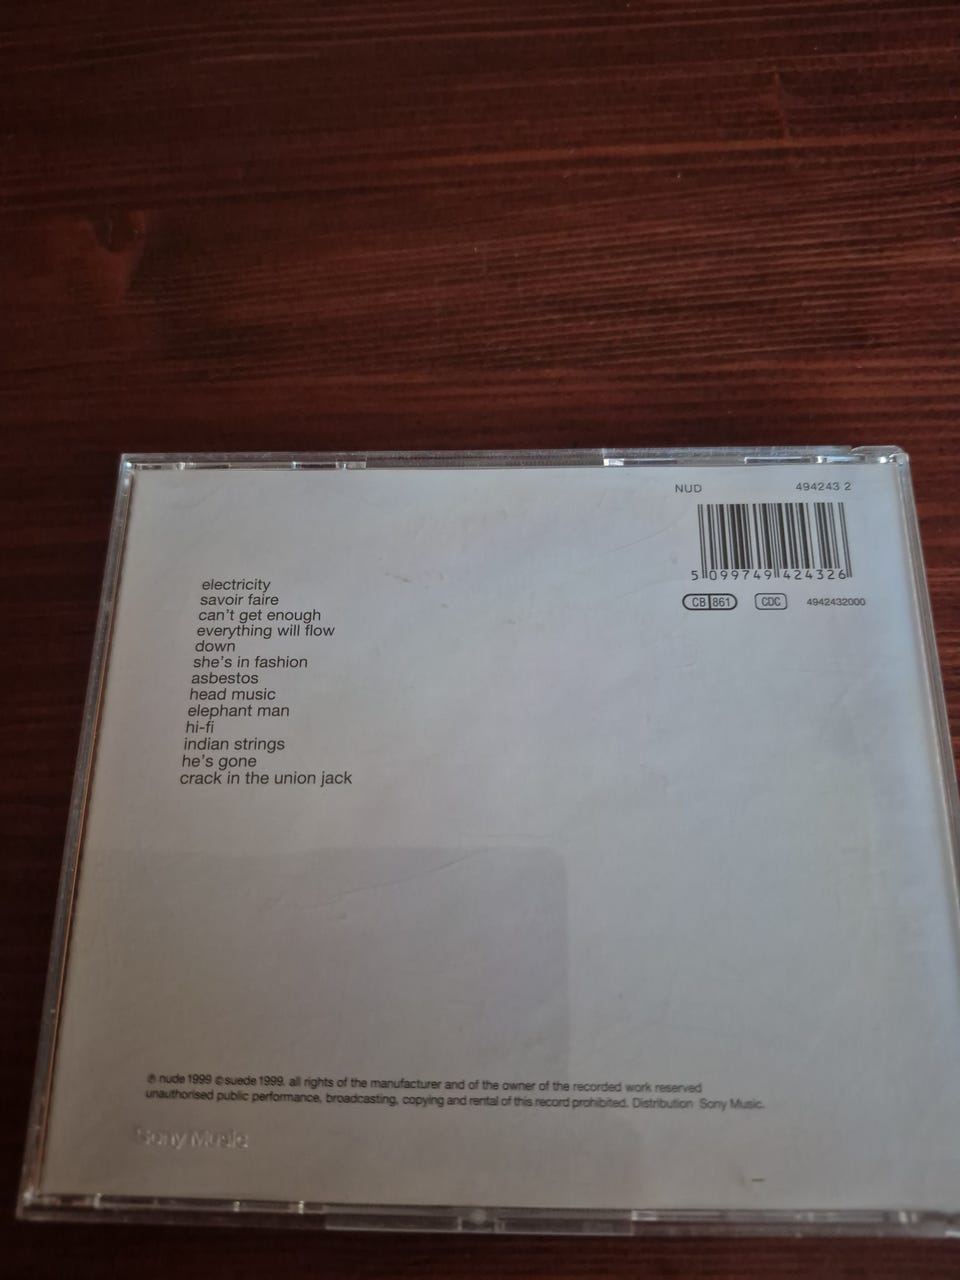 NUD 494243 2
5 099749 424326
CB 861 CDC 4942432000
electricity
savoir faire
can't get enough
everything will flow
down
she's in fashion
asbestos
head music
elephant man
hi-fi
indian strings
he's gone
crack in the union jack
℗ nude 1999 © suede 1999. all rights of the manufacturer and of the owner of the recorded work reserved
unauthorised public performance, broadcasting, copying and rental of this record prohibited. Distribution Sony Music.
Sony Music